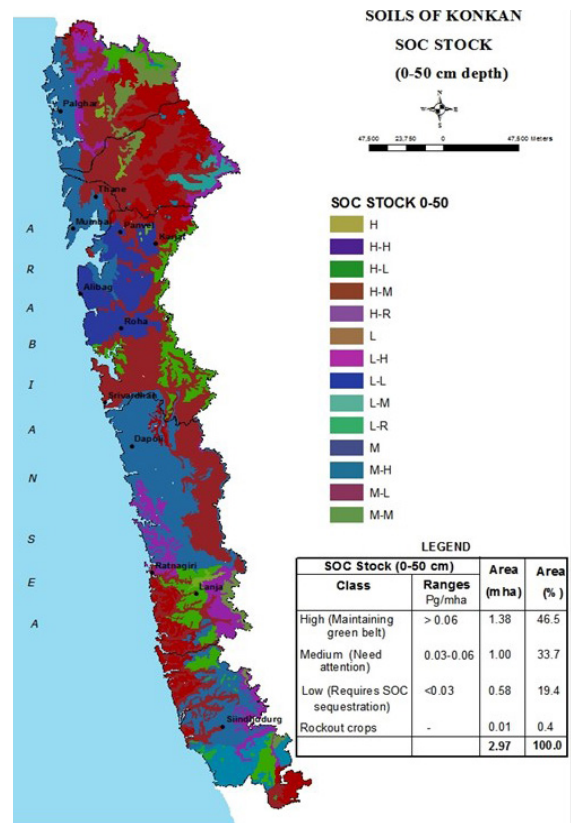 SOILS OF KONKAN
SOC STOCK
(0-50 cm depth)
N
W E
S
47,500 23,750 0 47,500 Meters
SOC STOCK 0-50
H
H-H
H-L
H-M
H-R
L
L-H
L-L
L-M
L-R
M
M-H
M-L
M-M
Palghar
Thane
Mumbai
Panvel
Karjat
Alibag
Roha
Srivardhan
Dapoli
Ratnagiri
Lanja
Siindhudurg
A R A B I A N S E A
LEGEND
SOC Stock (0-50 cm) Area Area
Class Ranges (m ha) (%)
Pg/mha
High (Maintaining > 0.06 1.38 46.5
green belt)
Medium (Need 0.03-0.06 1.00 33.7
attention)
Low (Requires SOC <0.03 0.58 19.4
sequestration)
Rockout crops - 0.01 0.4
2.97 100.0